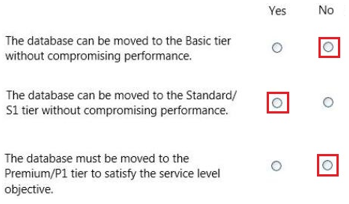 Yes No
The database can be moved to the Basic tier
without compromising performance.
The database can be moved to the Standard/
S1 tier without compromising performance.
The database must be moved to the
Premium/P1 tier to satisfy the service level
objective.